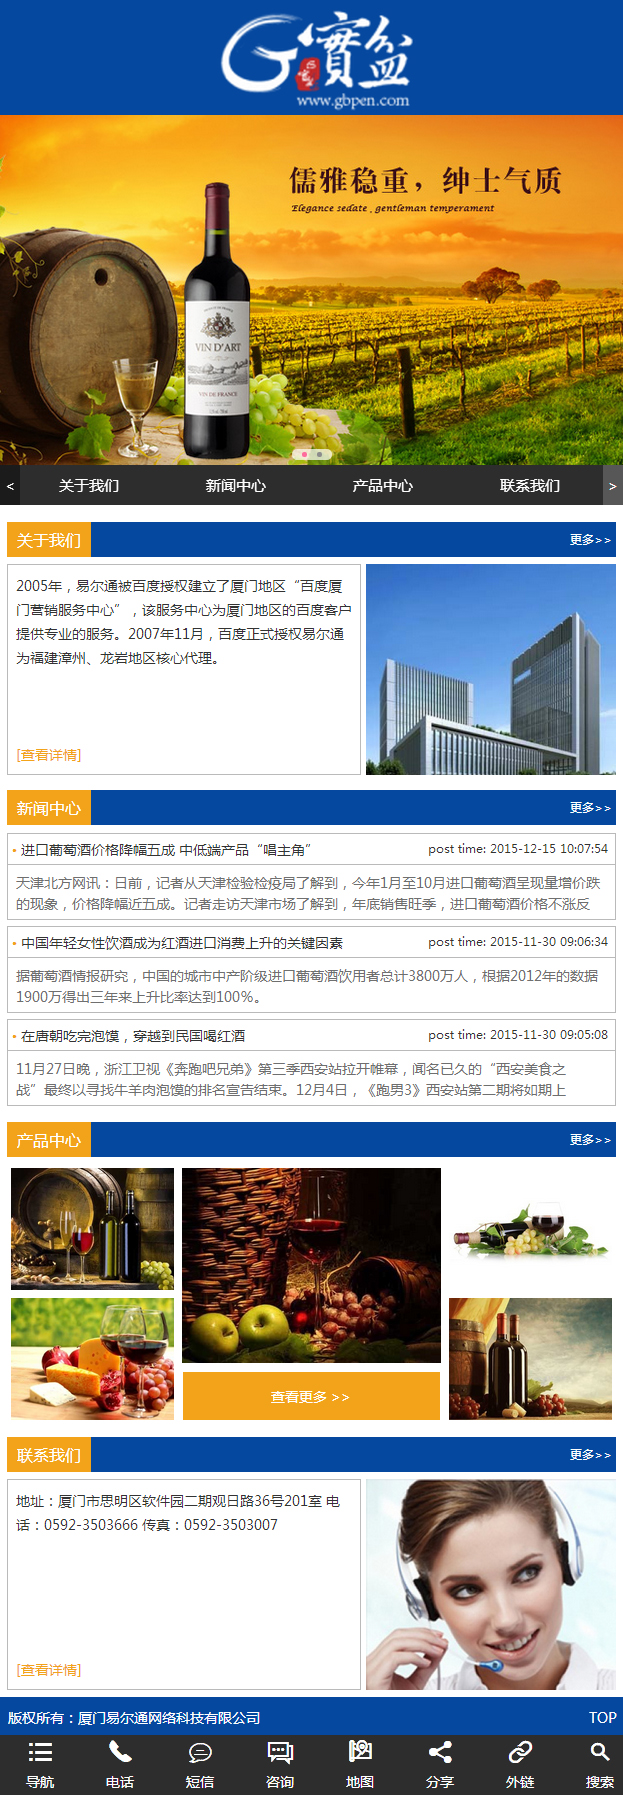 G寳盆
www.gbpen.com
儒雅稳重，绅士气质
Elegance sedate , gentleman temperament
VIN D'ART
VIN DE FRANCE
< 关于我们 新闻中心 产品中心 联系我们 >
关于我们 更多>>
2005年，易尔通被百度授权建立了厦门地区“百度厦
门营销服务中心”，该服务中心为厦门地区的百度客户
提供专业的服务。2007年11月，百度正式授权易尔通
为福建漳州、龙岩地区核心代理。
[查看详情]
新闻中心 更多>>
• 进口葡萄酒价格降幅五成 中低端产品“唱主角” post time: 2015-12-15 10:07:54
天津北方网讯：日前，记者从天津检验检疫局了解到，今年1月至10月进口葡萄酒呈现量增价跌
的现象，价格降幅近五成。记者走访天津市场了解到，年底销售旺季，进口葡萄酒价格不涨反
• 中国年轻女性饮酒成为红酒进口消费上升的关键因素 post time: 2015-11-30 09:06:34
据葡萄酒情报研究，中国的城市中产阶级进口葡萄酒饮用者总计3800万人，根据2012年的数据
1900万得出三年来上升比率达到100%。
• 在唐朝吃完泡馍，穿越到民国喝红酒 post time: 2015-11-30 09:05:08
11月27日晚，浙江卫视《奔跑吧兄弟》第三季西安站拉开帷幕，闻名已久的“西安美食之
战”最终以寻找牛羊肉泡馍的排名宣告结束。12月4日，《跑男3》西安站第二期将如期上
产品中心 更多>>
查看更多 >>
联系我们 更多>>
地址：厦门市思明区软件园二期观日路36号201室 电
话：0592-3503666 传真：0592-3503007
[查看详情]
版权所有：厦门易尔通网络科技有限公司 TOP
导航 电话 短信 咨询 地图 分享 外链 搜索